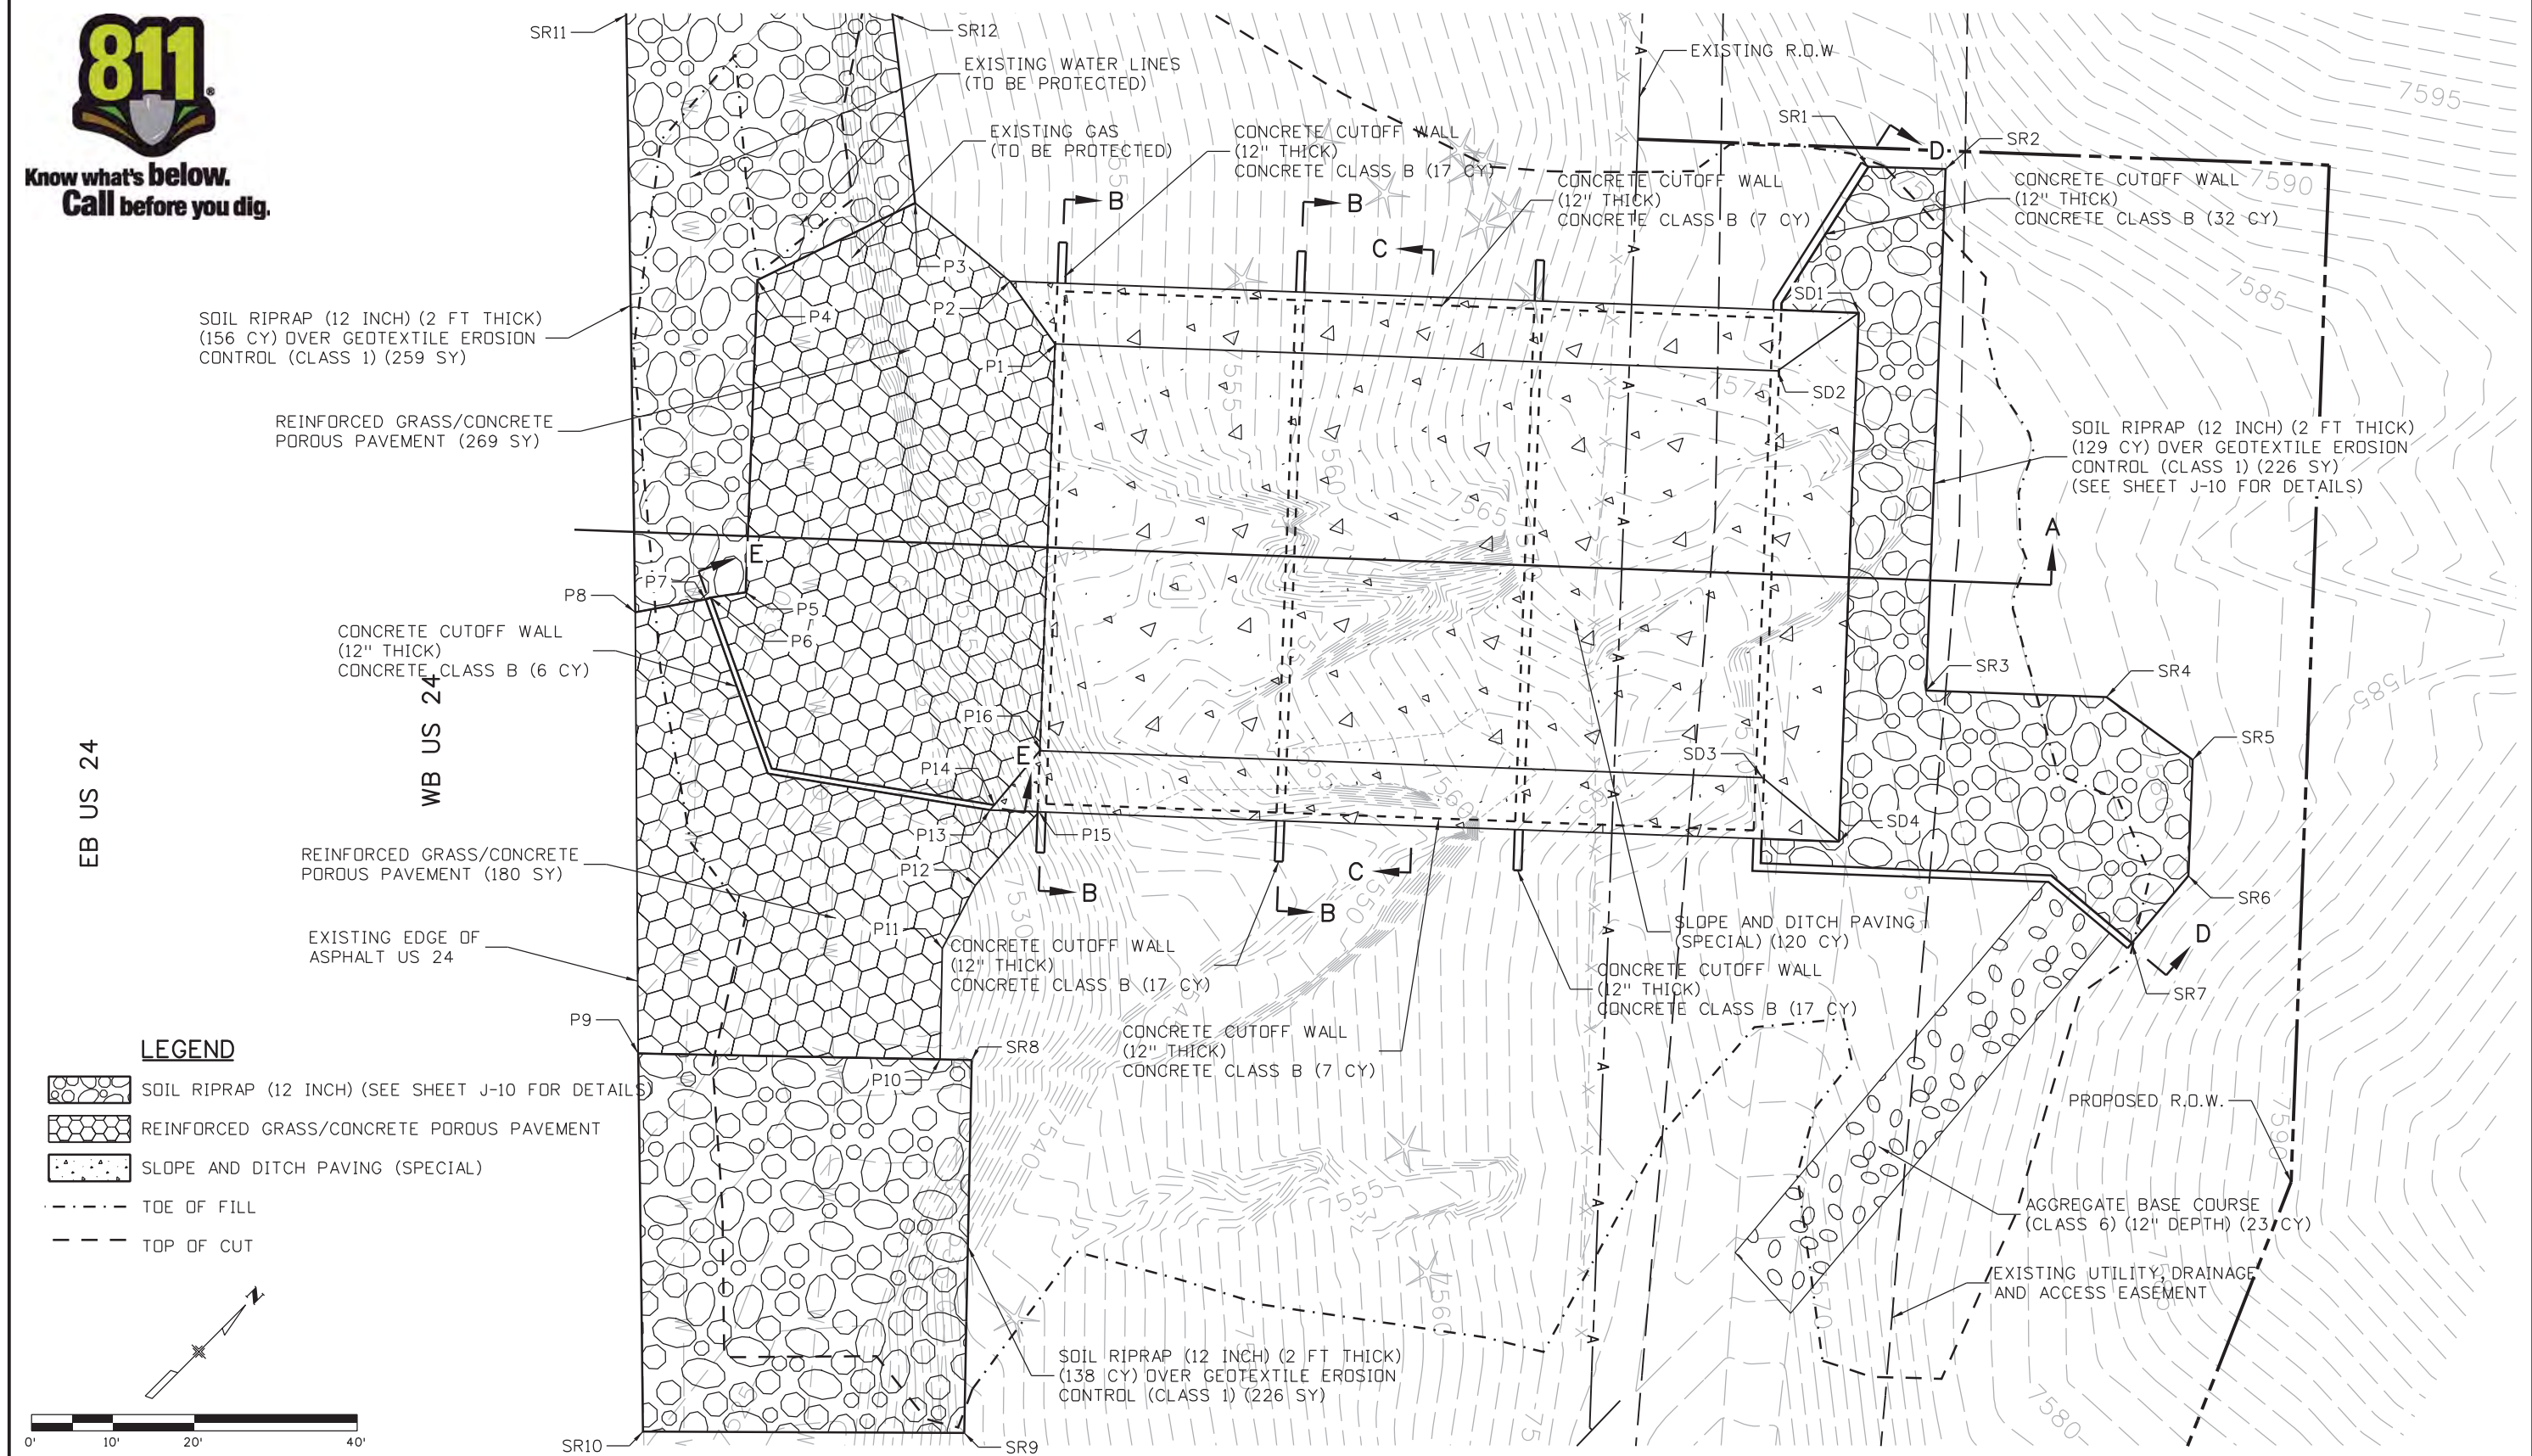 811®
Know what's below.
Call before you dig.
SR11
SR12
EXISTING WATER LINES
(TO BE PROTECTED)
EXISTING GAS
(TO BE PROTECTED)
CONCRETE CUTOFF WALL
(12" THICK)
CONCRETE CLASS B (17 CY)
EXISTING R.O.W
SR1
D
SR2
7595
7590
7585
CONCRETE CUTOFF WALL
(12" THICK)
CONCRETE CLASS B (7 CY)
CONCRETE CUTOFF WALL
(12" THICK)
CONCRETE CLASS B (32 CY)
B
B
C
P3
P2
P4
P1
SD1
SD2
7575
SOIL RIPRAP (12 INCH) (2 FT THICK)
(156 CY) OVER GEOTEXTILE EROSION
CONTROL (CLASS 1) (259 SY)
REINFORCED GRASS/CONCRETE
POROUS PAVEMENT (269 SY)
SOIL RIPRAP (12 INCH) (2 FT THICK)
(129 CY) OVER GEOTEXTILE EROSION
CONTROL (CLASS 1) (226 SY)
(SEE SHEET J-10 FOR DETAILS)
7560
A
E
P7
P8
P5
P6
CONCRETE CUTOFF WALL
(12" THICK)
CONCRETE CLASS B (6 CY)
EB US 24
WB US 24
SR3
SR4
SR5
7585
P16
E
P14
SD3
7560
P13
P15
SD4
P12
C
B
B
7530
7550
REINFORCED GRASS/CONCRETE
POROUS PAVEMENT (180 SY)
SR6
D
SR7
P11
EXISTING EDGE OF
ASPHALT US 24
CONCRETE CUTOFF WALL
(12" THICK)
CONCRETE CLASS B (17 CY)
SLOPE AND DITCH PAVING
(SPECIAL) (120 CY)
CONCRETE CUTOFF WALL
(12" THICK)
CONCRETE CLASS B (17 CY)
P9
SR8
P10
CONCRETE CUTOFF WALL
(12" THICK)
CONCRETE CLASS B (7 CY)
PROPOSED R.O.W.
7590
7540
7555
LEGEND
SOIL RIPRAP (12 INCH) (SEE SHEET J-10 FOR DETAILS)
REINFORCED GRASS/CONCRETE POROUS PAVEMENT
SLOPE AND DITCH PAVING (SPECIAL)
TOE OF FILL
TOP OF CUT
N
AGGREGATE BASE COURSE
(CLASS 6) (12" DEPTH) (23 CY)
EXISTING UTILITY, DRAINAGE
AND ACCESS EASEMENT
7570
7560
7580
SOIL RIPRAP (12 INCH) (2 FT THICK)
(138 CY) OVER GEOTEXTILE EROSION
CONTROL (CLASS 1) (226 SY)
0'
10'
20'
40'
SR10
SR9